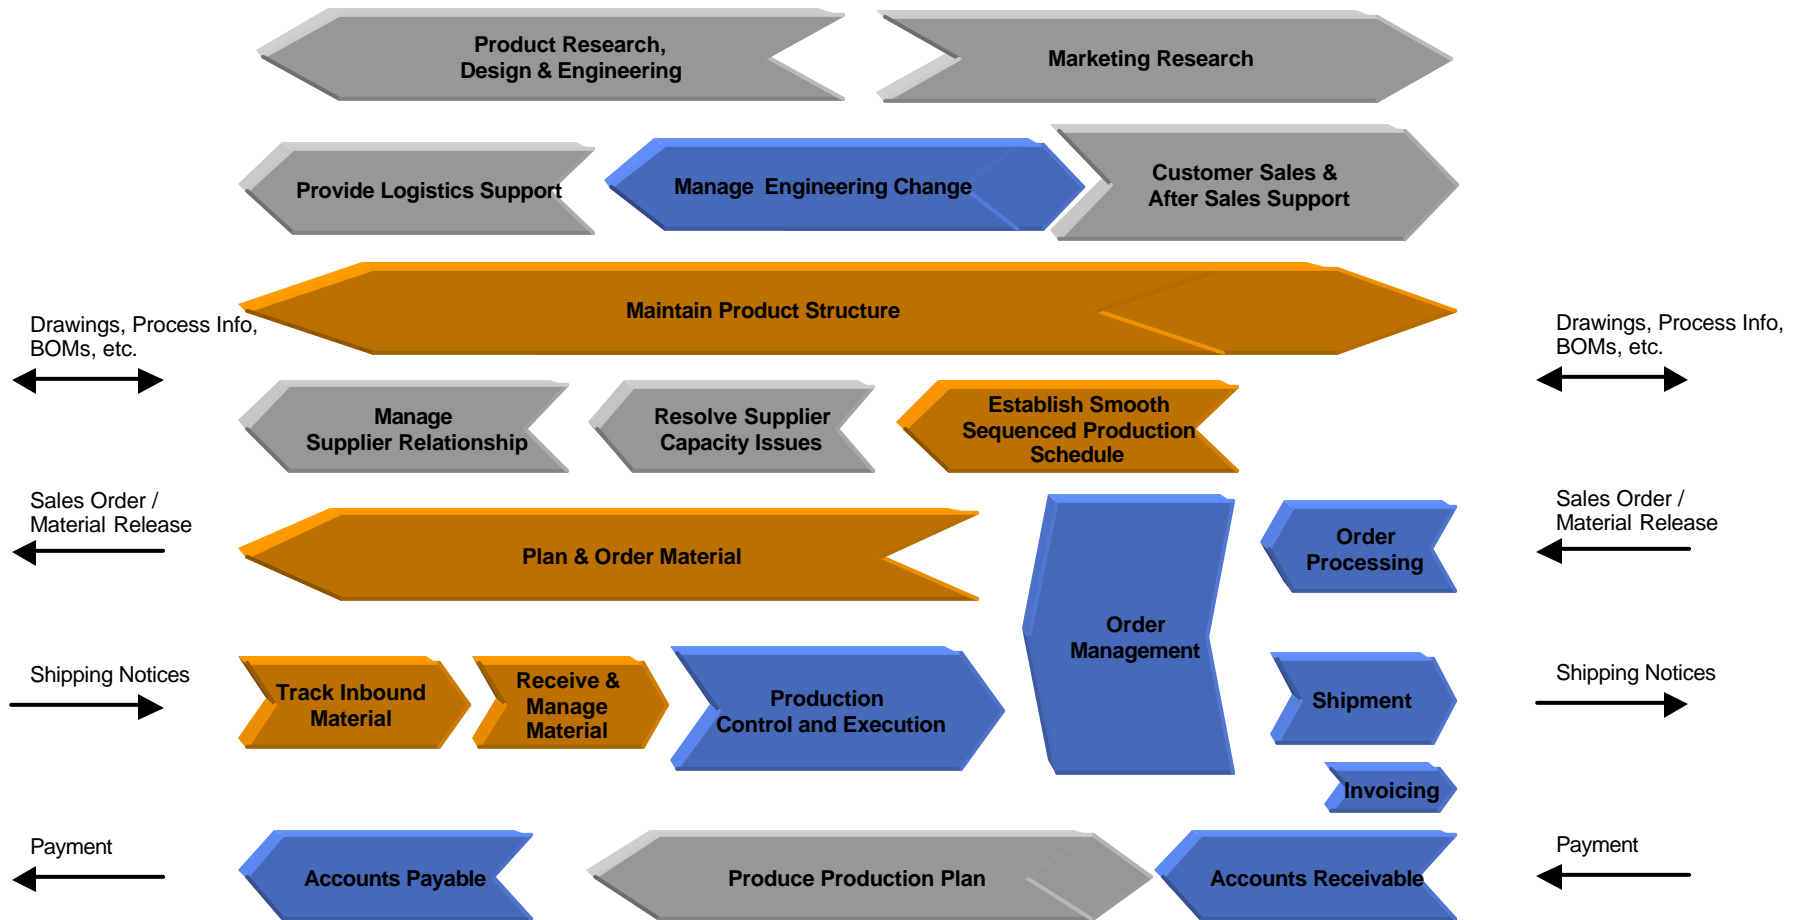 Product Research,
Design & Engineering
Marketing Research
Provide Logistics Support
Manage Engineering Change
Customer Sales &
After Sales Support
Maintain Product Structure
Drawings, Process Info,
BOMs, etc.
Drawings, Process Info,
BOMs, etc.
Manage
Supplier Relationship
Resolve Supplier
Capacity Issues
Establish Smooth
Sequenced Production
Schedule
Sales Order /
Material Release
Plan & Order Material
Order
Management
Order
Processing
Sales Order /
Material Release
Shipping Notices
Track Inbound
Material
Receive &
Manage
Material
Production
Control and Execution
Shipment
Shipping Notices
Invoicing
Payment
Accounts Payable
Produce Production Plan
Accounts Receivable
Payment